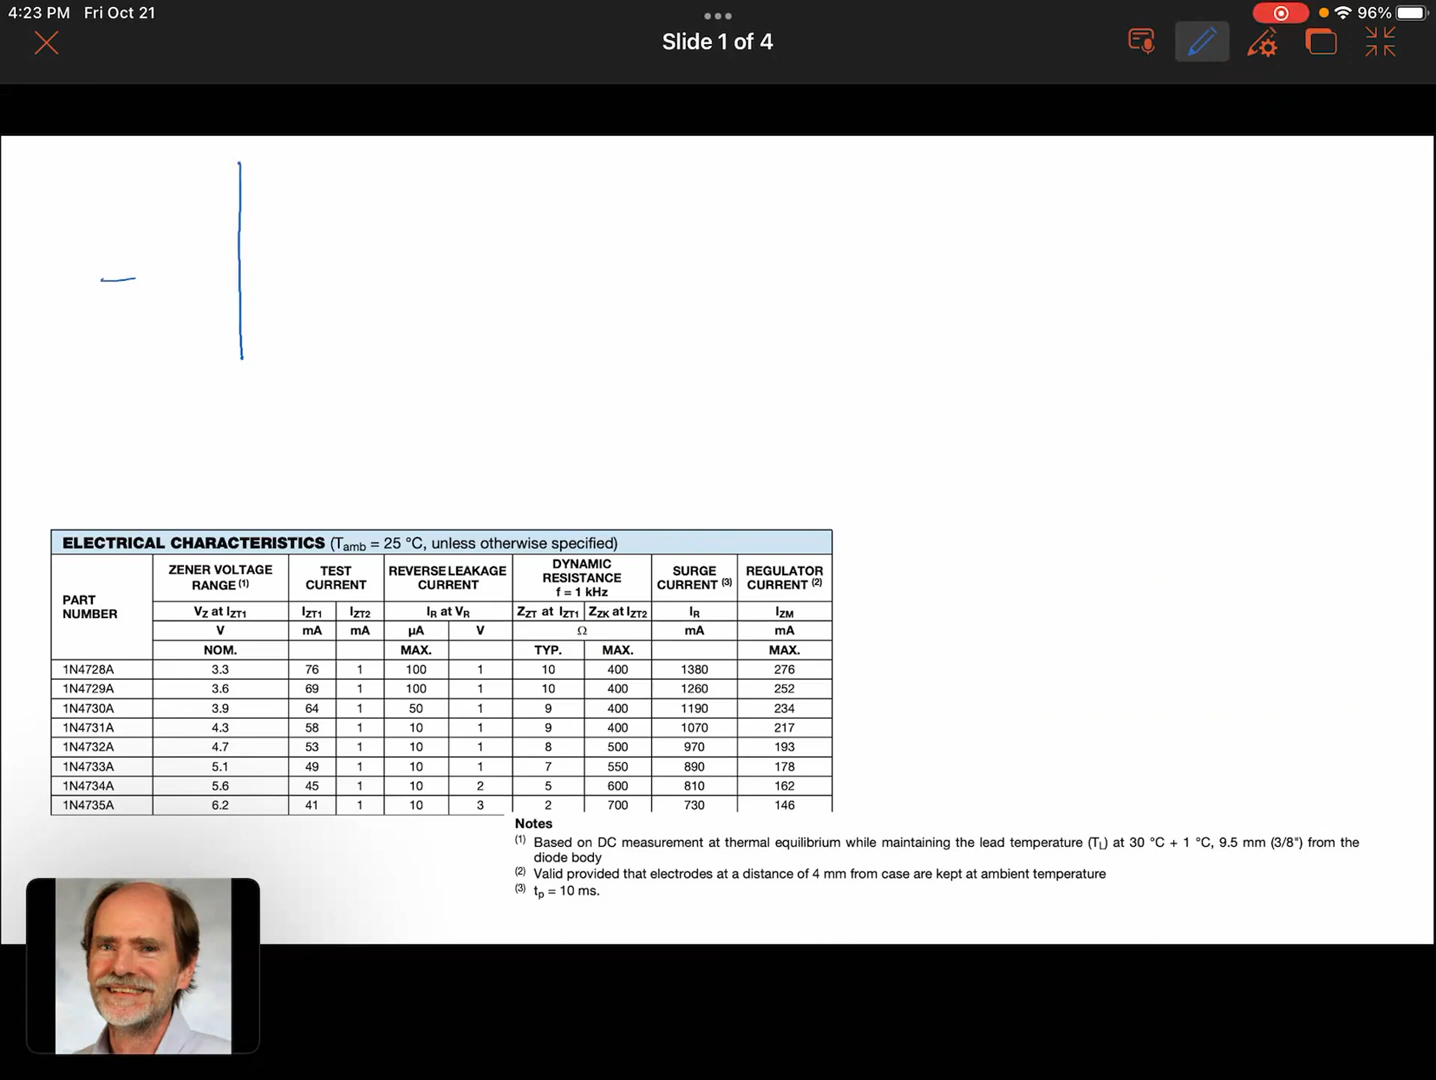 4:23 PM Fri Oct 21
96%
Slide 1 of 4
ELECTRICAL CHARACTERISTICS (Tamb = 25 °C, unless otherwise specified)
PART NUMBER ZENER VOLTAGE RANGE (1) TEST CURRENT REVERSE LEAKAGE CURRENT DYNAMIC RESISTANCE f = 1 kHz SURGE CURRENT (3) REGULATOR CURRENT (2)
VZ at IZT1 IZT1 IZT2 IR at VR ZZT at IZT1 ZZK at IZT2 IR IZM
V mA mA µA V Ω mA mA
NOM. MAX. TYP. MAX. MAX.
1N4728A 3.3 76 1 100 1 10 400 1380 276
1N4729A 3.6 69 1 100 1 10 400 1260 252
1N4730A 3.9 64 1 50 1 9 400 1190 234
1N4731A 4.3 58 1 10 1 9 400 1070 217
1N4732A 4.7 53 1 10 1 8 500 970 193
1N4733A 5.1 49 1 10 1 7 550 890 178
1N4734A 5.6 45 1 10 2 5 600 810 162
1N4735A 6.2 41 1 10 3 2 700 730 146
Notes
(1) Based on DC measurement at thermal equilibrium while maintaining the lead temperature (TL) at 30 °C + 1 °C, 9.5 mm (3/8") from the
diode body
(2) Valid provided that electrodes at a distance of 4 mm from case are kept at ambient temperature
(3) tp = 10 ms.